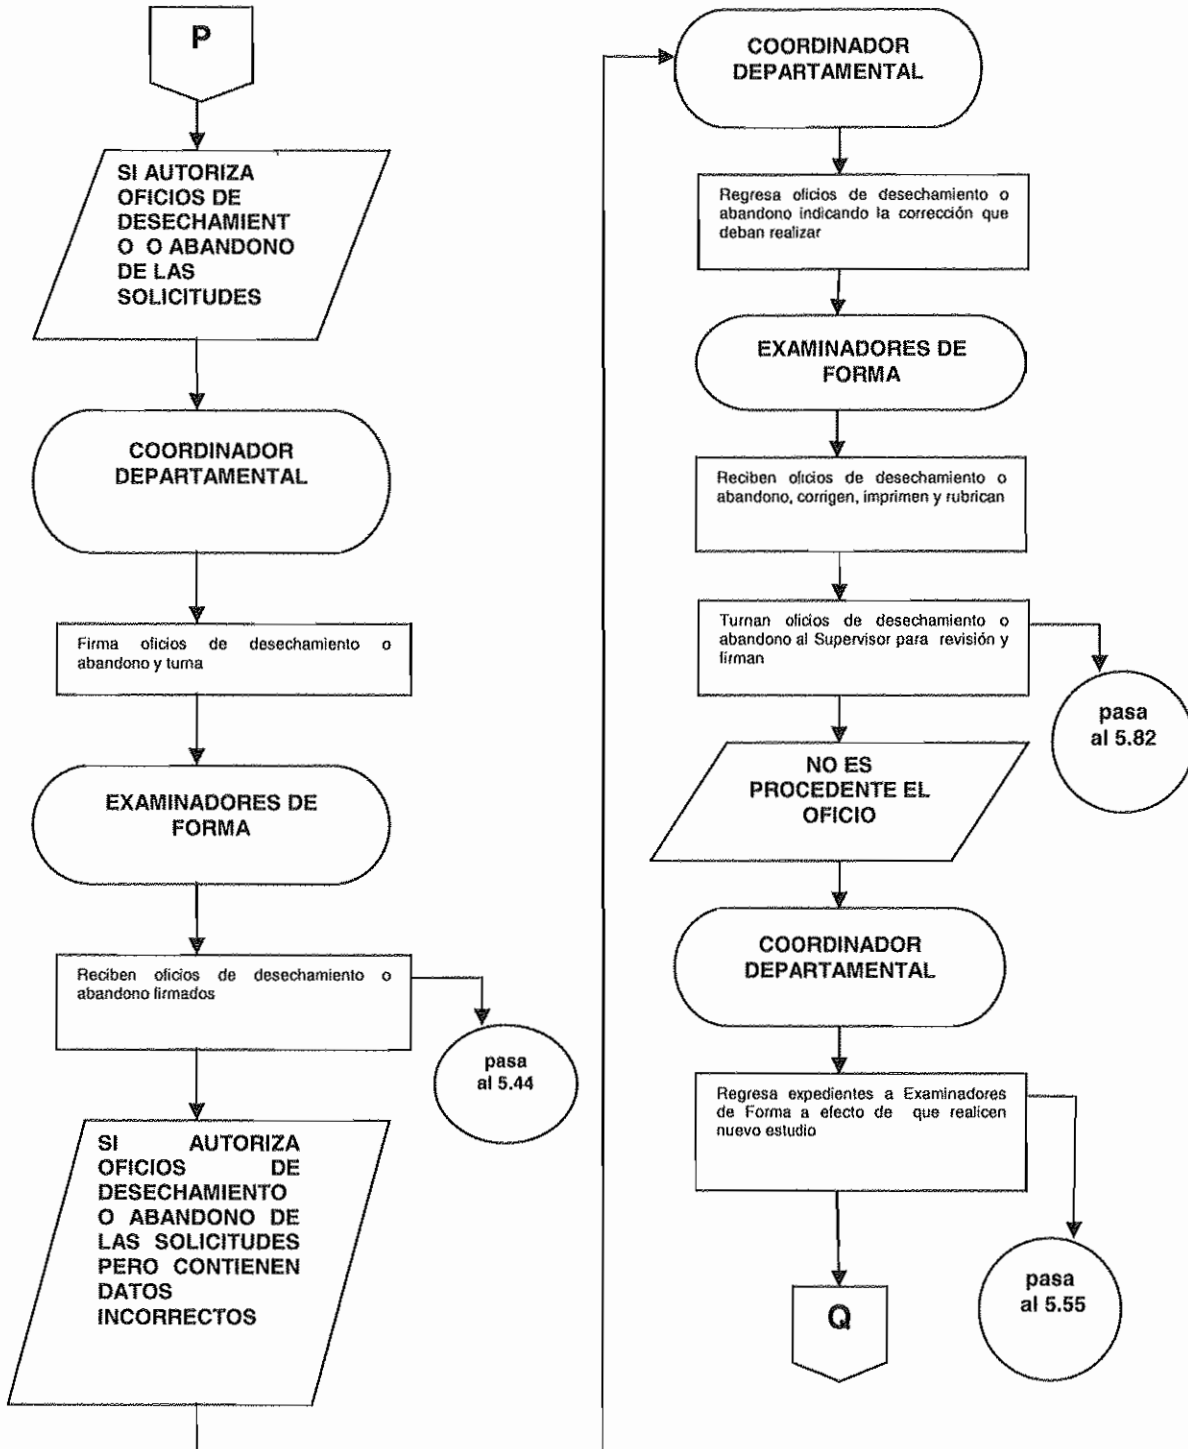 P
SI AUTORIZA
OFICIOS DE
DESECHAMIENT
O O ABANDONO
DE LAS
SOLICITUDES
COORDINADOR
DEPARTAMENTAL
Firma oficios de desechamiento o
abandono y turna
EXAMINADORES DE
FORMA
Reciben oficios de desechamiento o
abandono firmados
pasa
al 5.44
SI AUTORIZA
OFICIOS DE
DESECHAMIENTO
O ABANDONO DE
LAS SOLICITUDES
PERO CONTIENEN
DATOS
INCORRECTOS
COORDINADOR
DEPARTAMENTAL
Regresa oficios de desechamiento o
abandono indicando la corrección que
deban realizar
EXAMINADORES DE
FORMA
Reciben oficios de desechamiento o
abandono, corrigen, imprimen y rubrican
Turnan oficios de desechamiento o
abandono al Supervisor para revisión y
firman
pasa
al 5.82
NO ES
PROCEDENTE EL
OFICIO
COORDINADOR
DEPARTAMENTAL
Regresa expedientes a Examinadores
de Forma a efecto de que realicen
nuevo estudio
pasa
al 5.55
Q